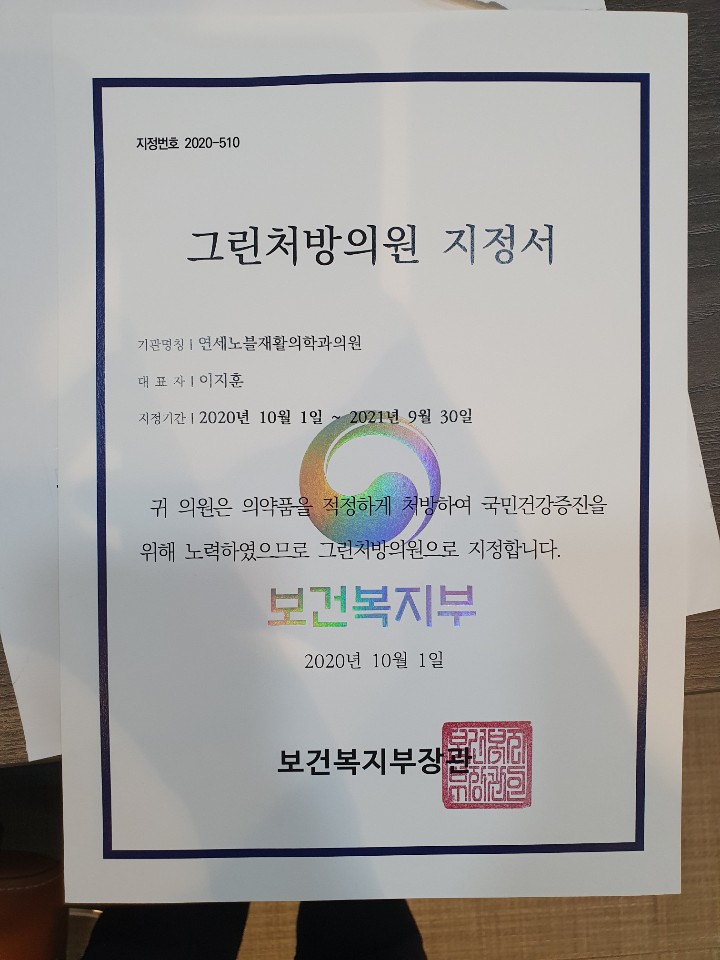 지정번호 2020-510
그린처방의원 지정서
기관명칭 | 연세노블재활의학과의원
대 표 자 | 이지훈
지정기간 | 2020년 10월 1일 ~ 2021년 9월 30일
귀 의원은 의약품을 적정하게 처방하여 국민건강증진을
위해 노력하였으므로 그린처방의원으로 지정합니다.
보건복지부
2020년 10월 1일
보건복지부장관